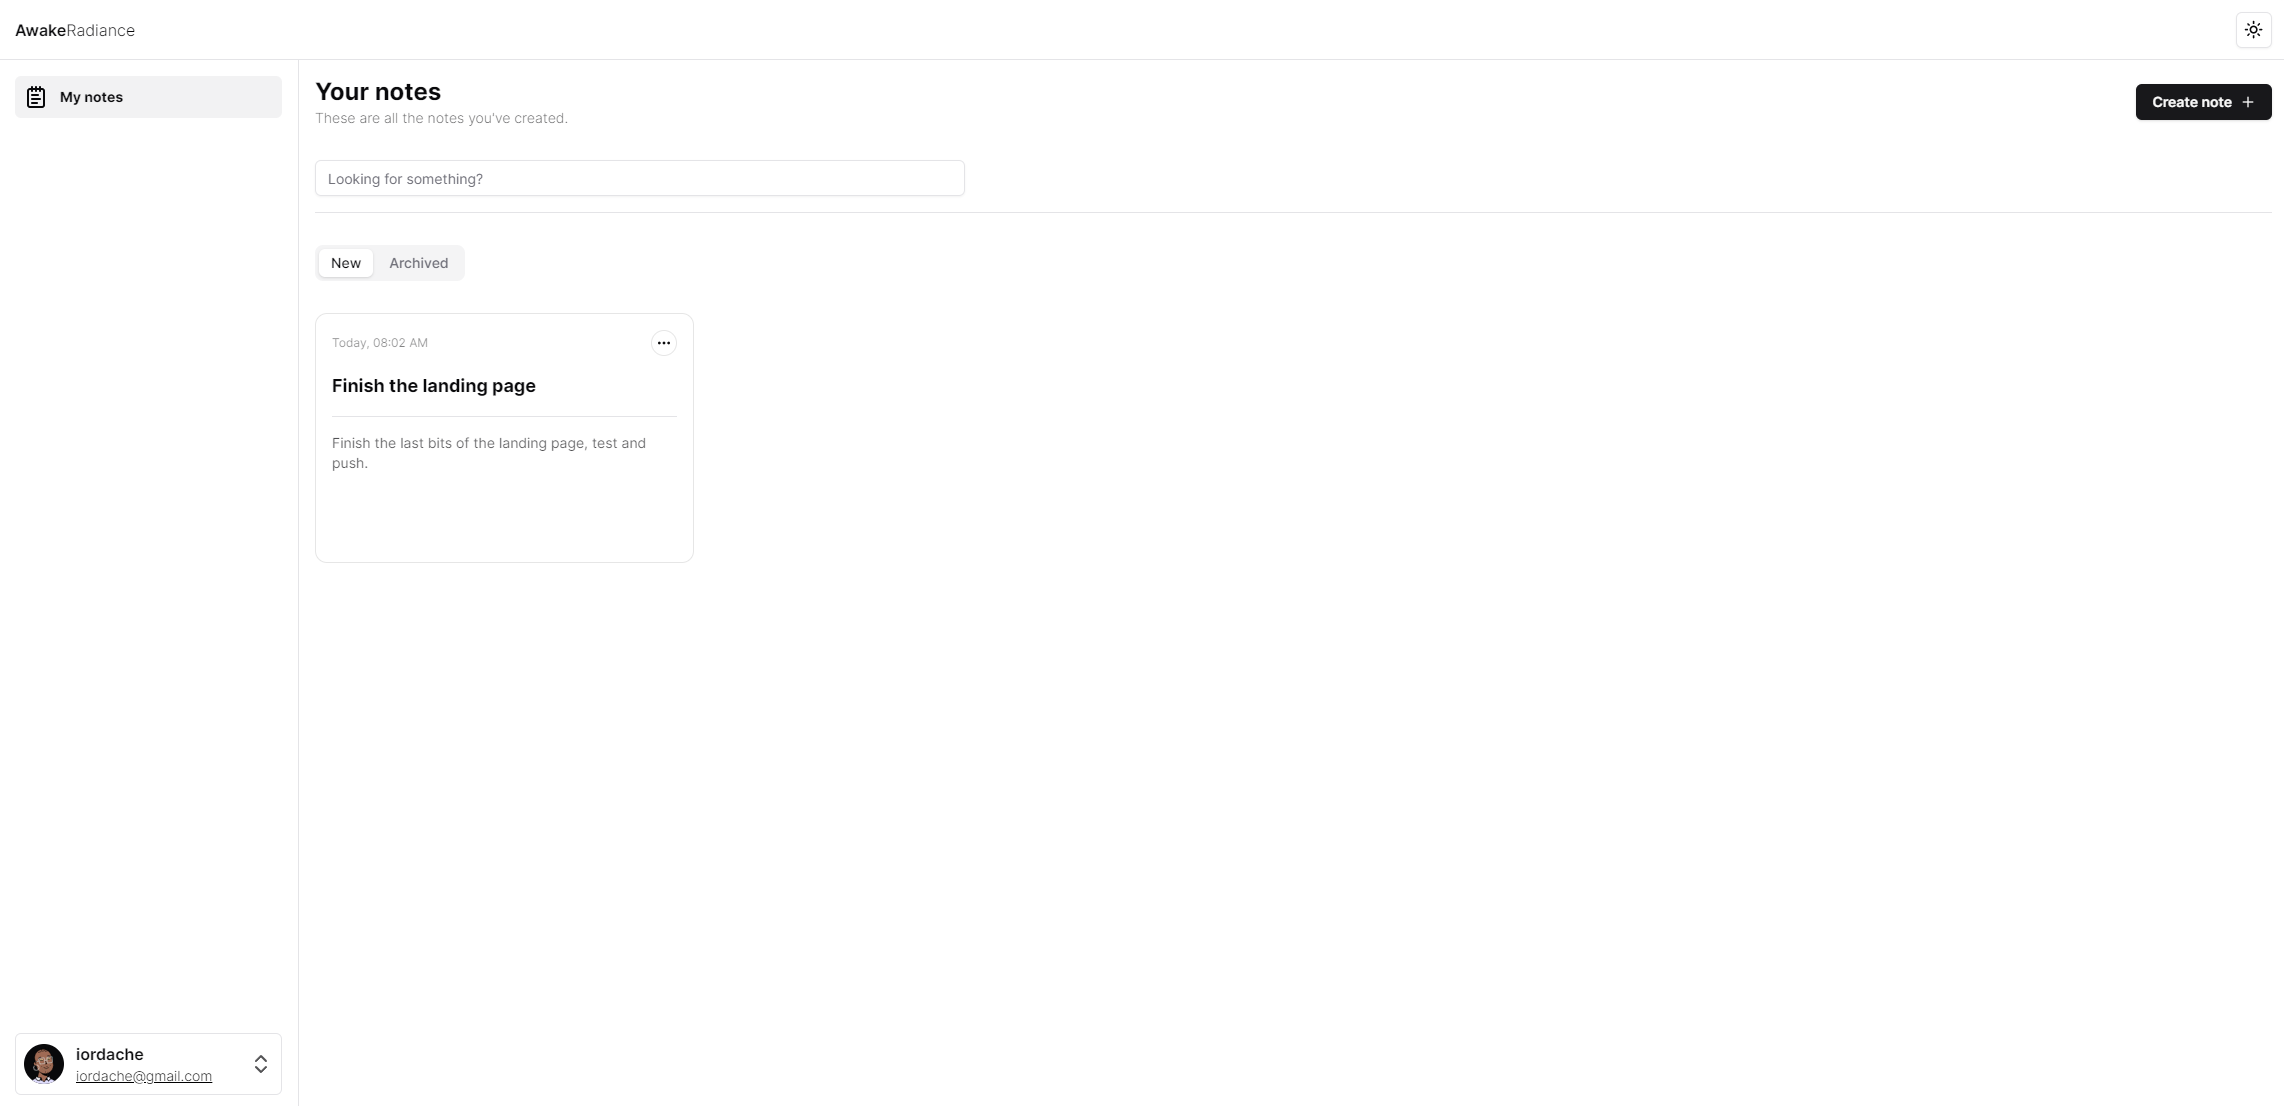 AwakeRadiance
My notes
Your notes
These are all the notes you've created.
Create note
Looking for something?
New
Archived
Today, 08:02 AM
Finish the landing page
Finish the last bits of the landing page, test and
push.
iordache
iordache@gmail.com